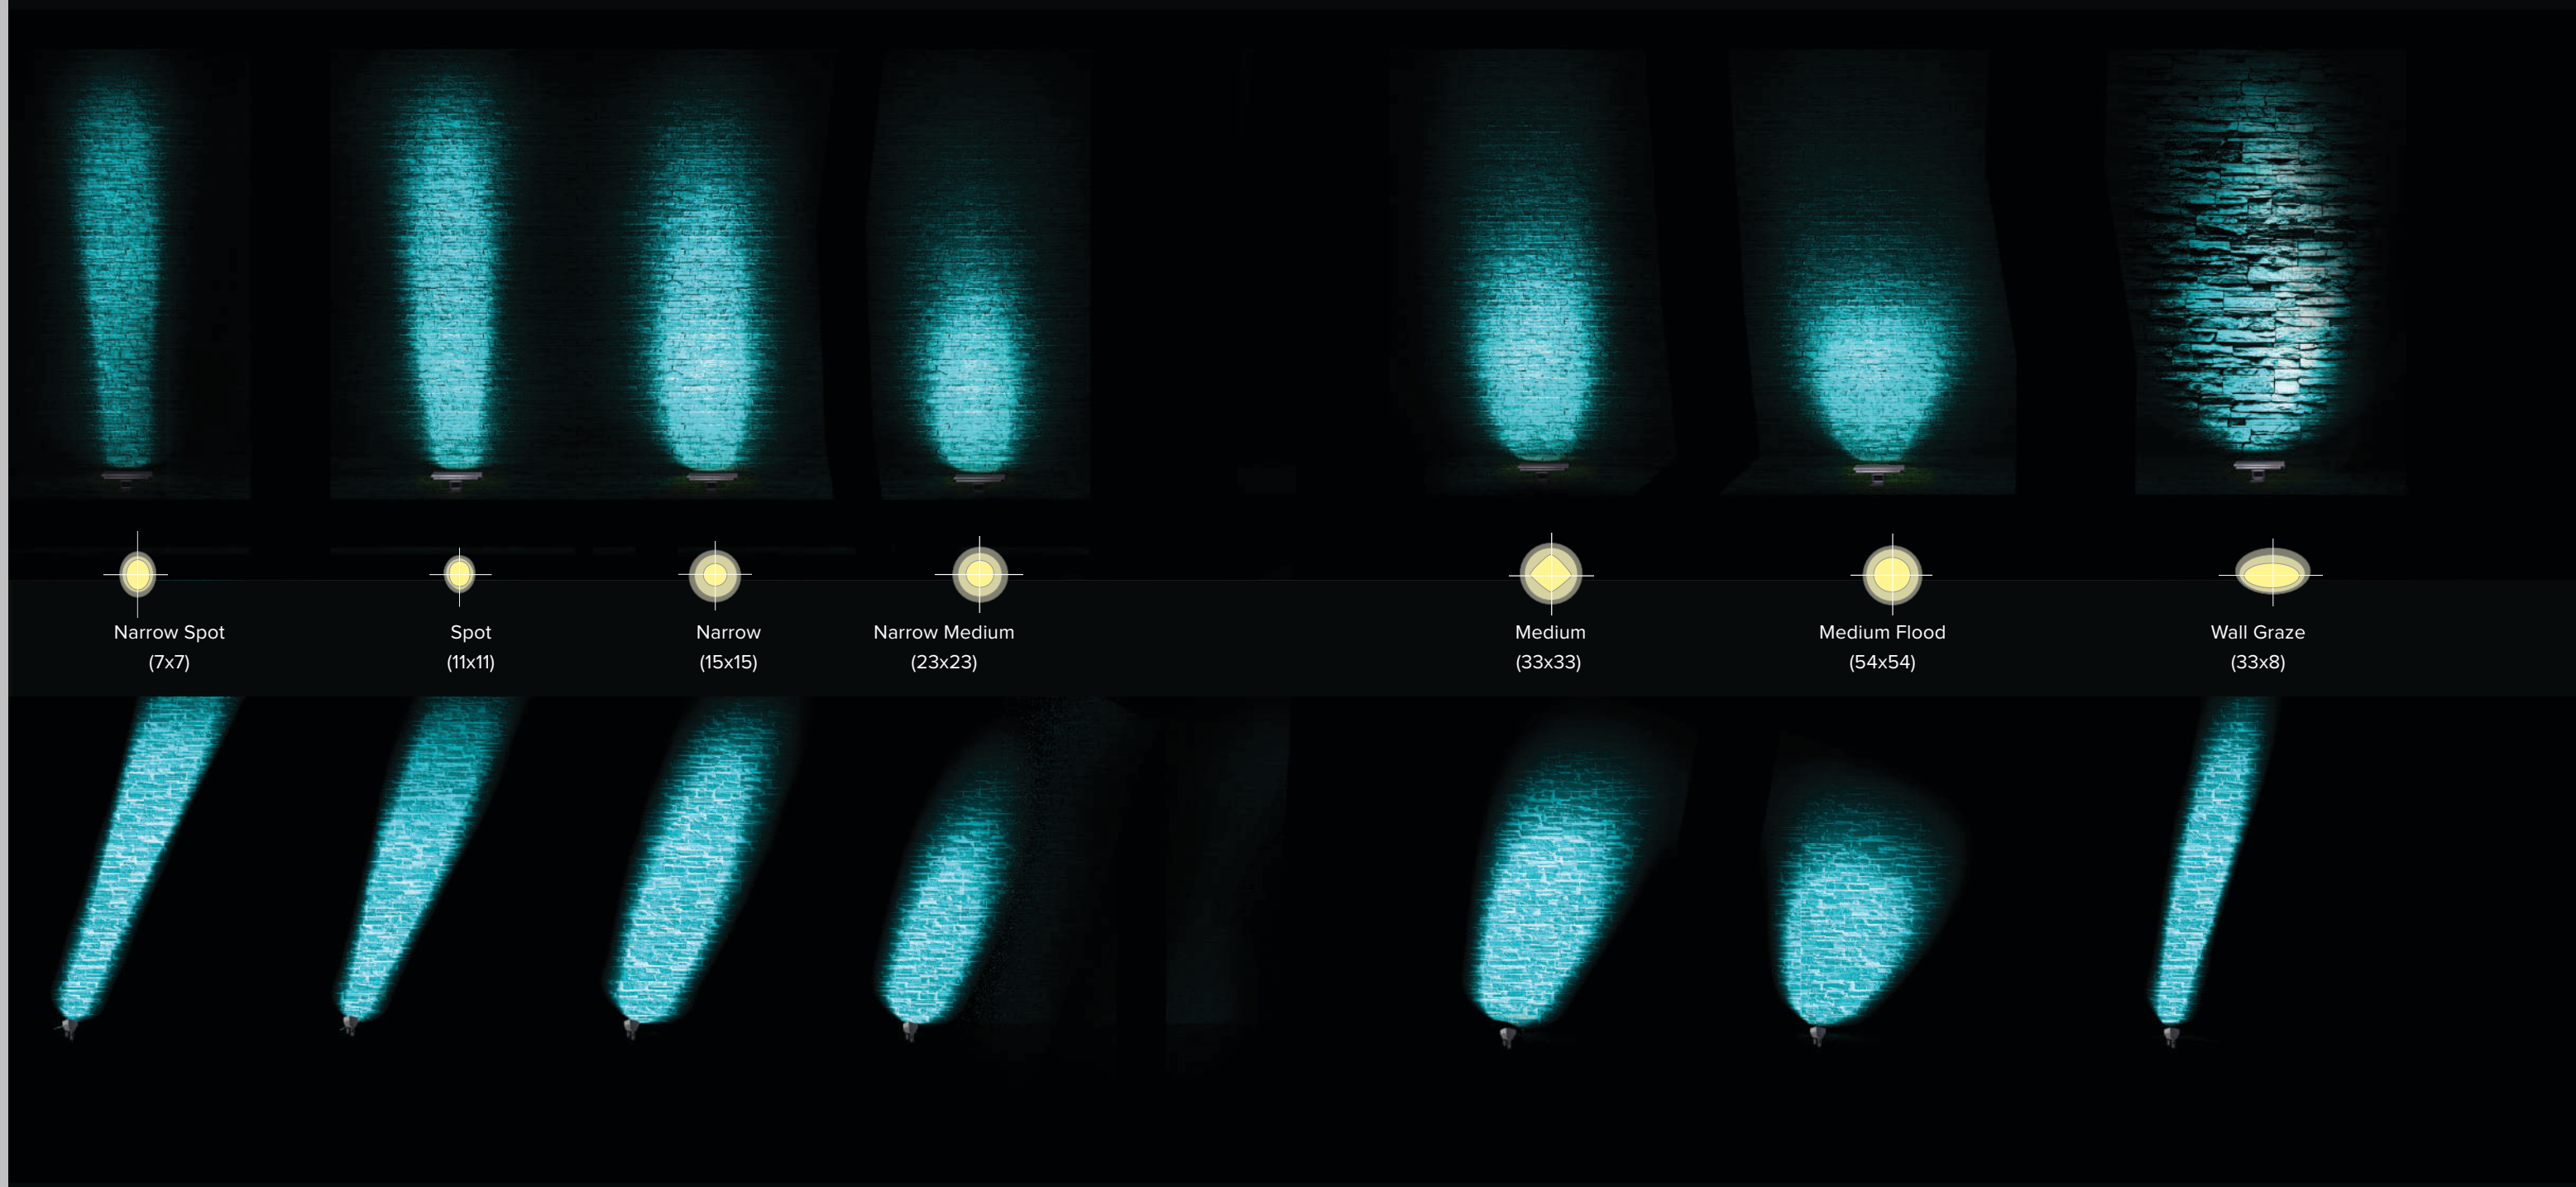 Narrow Spot
(7x7)
Spot
(11x11)
Narrow
(15x15)
Narrow Medium
(23x23)
Medium
(33x33)
Medium Flood
(54x54)
Wall Graze
(33x8)